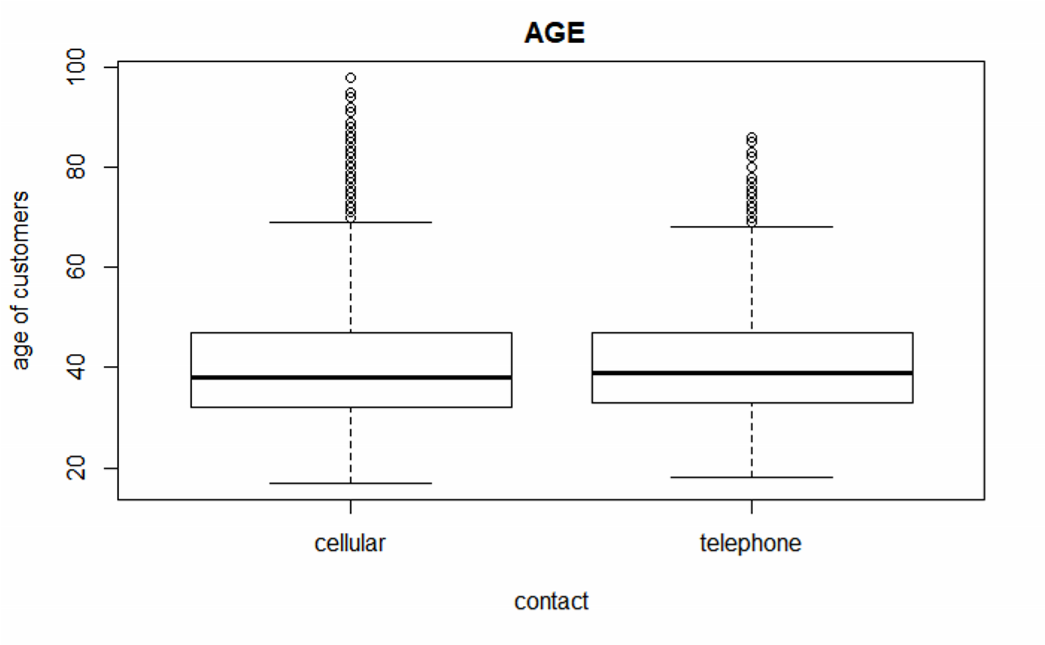 AGE
age of customers
100
80
60
40
20
cellular telephone
contact